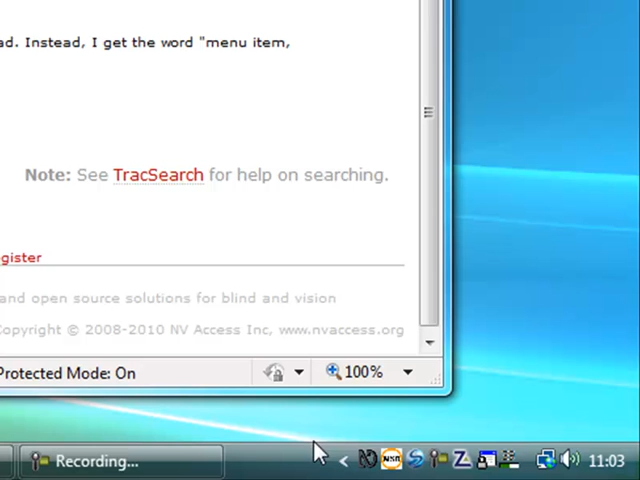 ad. Instead, I get the word "menu item,
Note: See TracSearch for help on searching.
gister
and open source solutions for blind and vision
Copyright © 2008-2010 NV Access Inc, www.nvaccess.org
Protected Mode: On
100%
Recording...
11:03